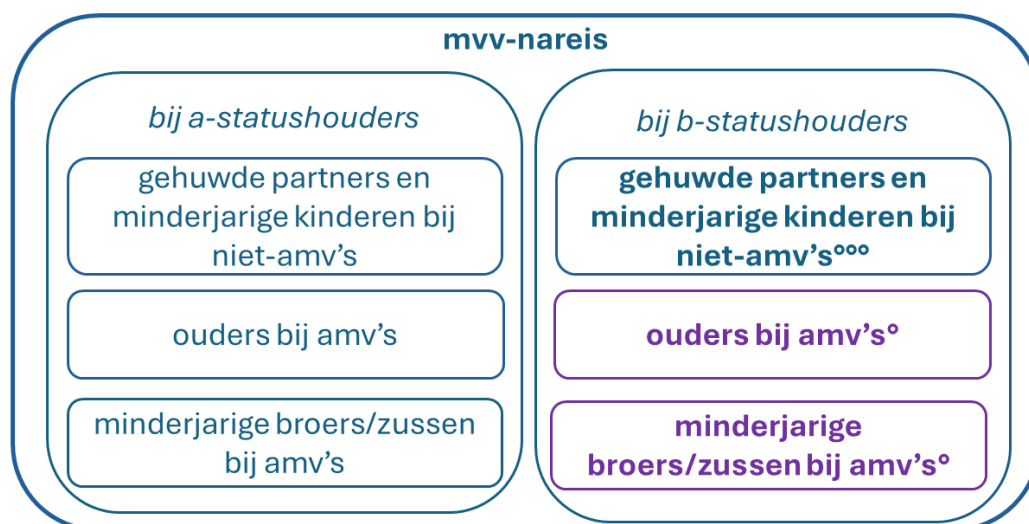 mvv-nareis
bij a-statushouders
gehuwde partners en
minderjarige kinderen bij
niet-amv’s
ouders bij amv’s
minderjarige broers/zussen
bij amv’s
bij b-statushouders
gehuwde partners en
minderjarige kinderen bij
niet-amv’s°°°
ouders bij amv’s°
minderjarige
broers/zussen bij amv’s°